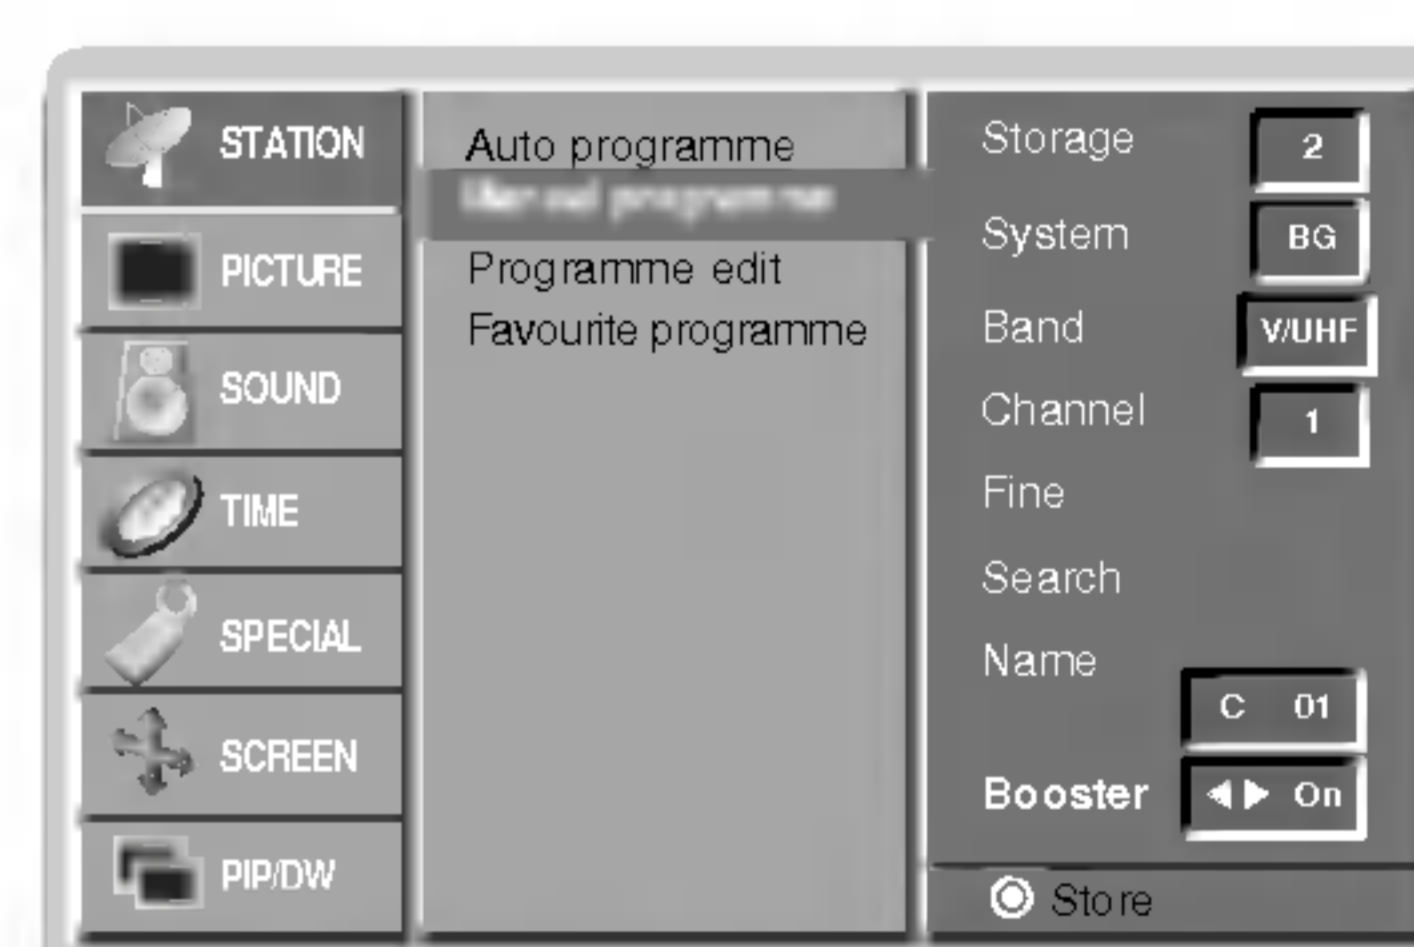 STATION
PICTURE
SOUND
TIME
SPECIAL
SCREEN
PIP/DW
Auto programme
programme
Programme edit
Favourite programme
Storage 2
System BG
Band V/UHF
Channel 1
Fine
Search
Name
C 01
Booster ◀▶ On
Store